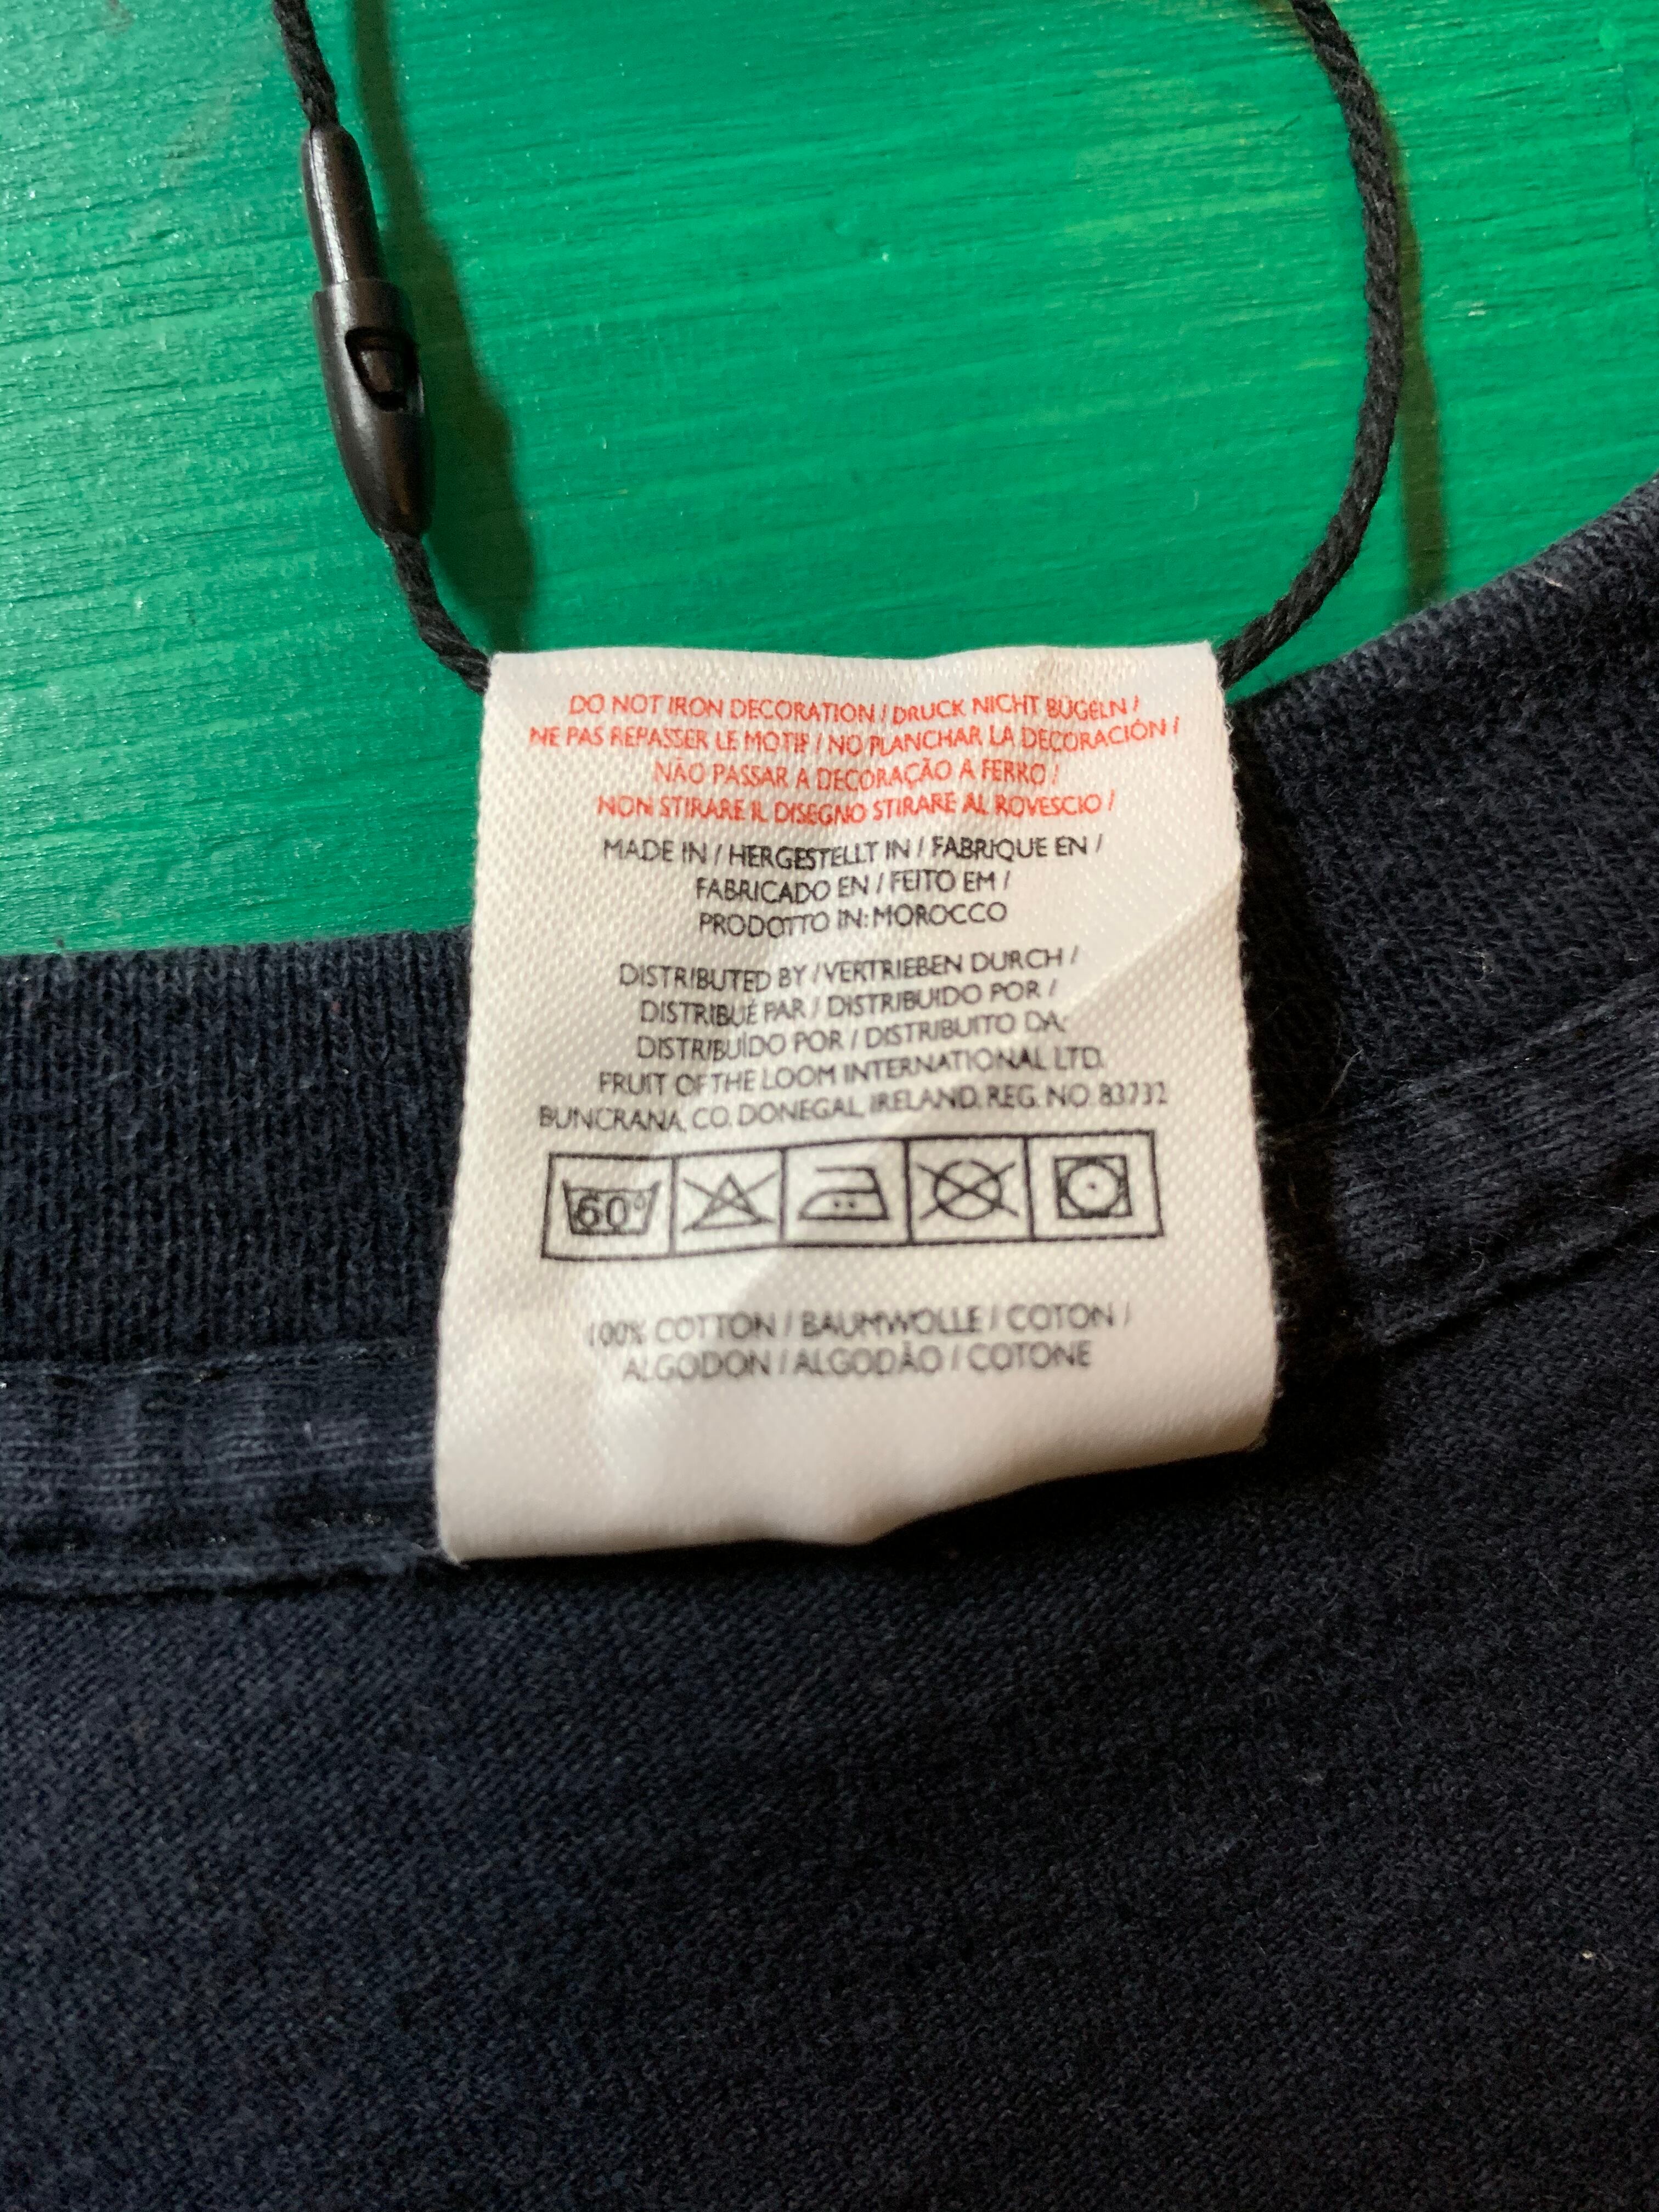 DO NOT IRON DECORATION / DRUCK NICHT BÜGELN /
NE PAS REPASSER LE MOTIF / NO PLANCHAR LA DECORACIÓN /
NÃO PASSAR A DECORAÇÃO A FERRO /
NON STIRARE IL DISEGNO STIRARE AL ROVESCIO /
MADE IN / HERGESTELLT IN / FABRIQUE EN /
FABRICADO EN / FEITO EM /
PRODOTTO IN: MOROCCO
DISTRIBUTED BY / VERTRIEBEN DURCH /
DISTRIBUÉ PAR / DISTRIBUIDO POR /
DISTRIBUÍDO POR / DISTRIBUITO DA:
FRUIT OF THE LOOM INTERNATIONAL LTD.
BUNCRANA, CO. DONEGAL, IRELAND. REG. NO. 83732
60°
100% COTTON / BAUMWOLLE / COTON /
ALGODON / ALGODÃO / COTONE